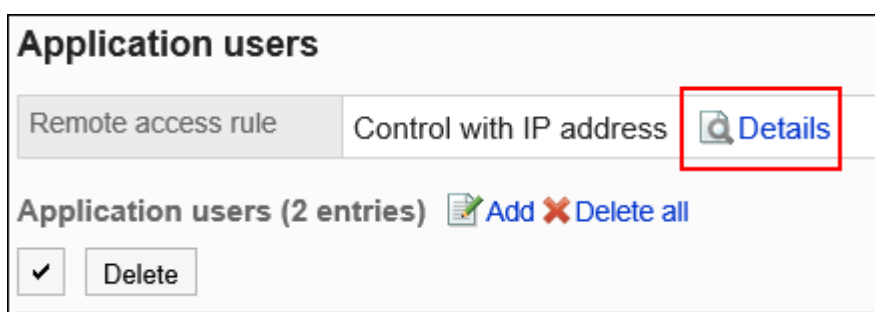 Application users
Remote access rule Control with IP address Details
Application users (2 entries) Add Delete all
Delete